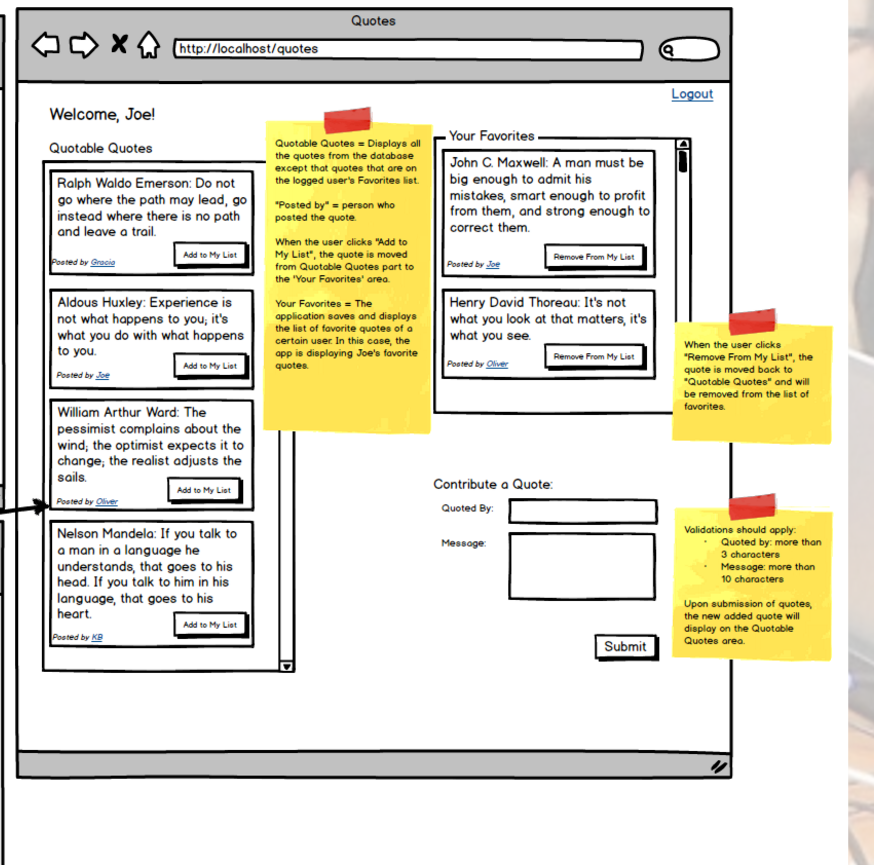 Quotes
http://localhost/quotes
Logout
Welcome, Joe!
Quotable Quotes
Ralph Waldo Emerson: Do not
go where the path may lead, go
instead where there is no path
and leave a trail.
Add to My List
Posted by Gracia
Aldous Huxley: Experience is
not what happens to you; it's
what you do with what happens
to you.
Add to My List
Posted by Joe
William Arthur Ward: The
pessimist complains about the
wind; the optimist expects it to
change; the realist adjusts the
sails.
Add to My List
Posted by Oliver
Nelson Mandela: If you talk to
a man in a language he
understands, that goes to his
head. If you talk to him in his
language, that goes to his
heart.
Add to My List
Posted by KB
Quotable Quotes = Displays all
the quotes from the database
except that quotes that are on
the logged user's Favorites list.
"Posted by" = person who
posted the quote.
When the user clicks "Add to
My List", the quote is moved
from Quotable Quotes part to
the 'Your Favorites' area.
Your Favorites = The
application saves and displays
the list of favorite quotes of a
certain user. In this case, the
app is displaying Joe's favorite
quotes.
Your Favorites
John C. Maxwell: A man must be
big enough to admit his
mistakes, smart enough to profit
from them, and strong enough to
correct them.
Remove From My List
Posted by Joe
Henry David Thoreau: It's not
what you look at that matters, it's
what you see.
Remove From My List
Posted by Oliver
When the user clicks
"Remove From My List", the
quote is moved back to
"Quotable Quotes" and will
be removed from the list of
favorites.
Contribute a Quote:
Quoted By:
Message:
Submit
Validations should apply:
· Quoted by: more than
3 characters
· Message: more than
10 characters
Upon submission of quotes,
the new added quote will
display on the Quotable
Quotes area.